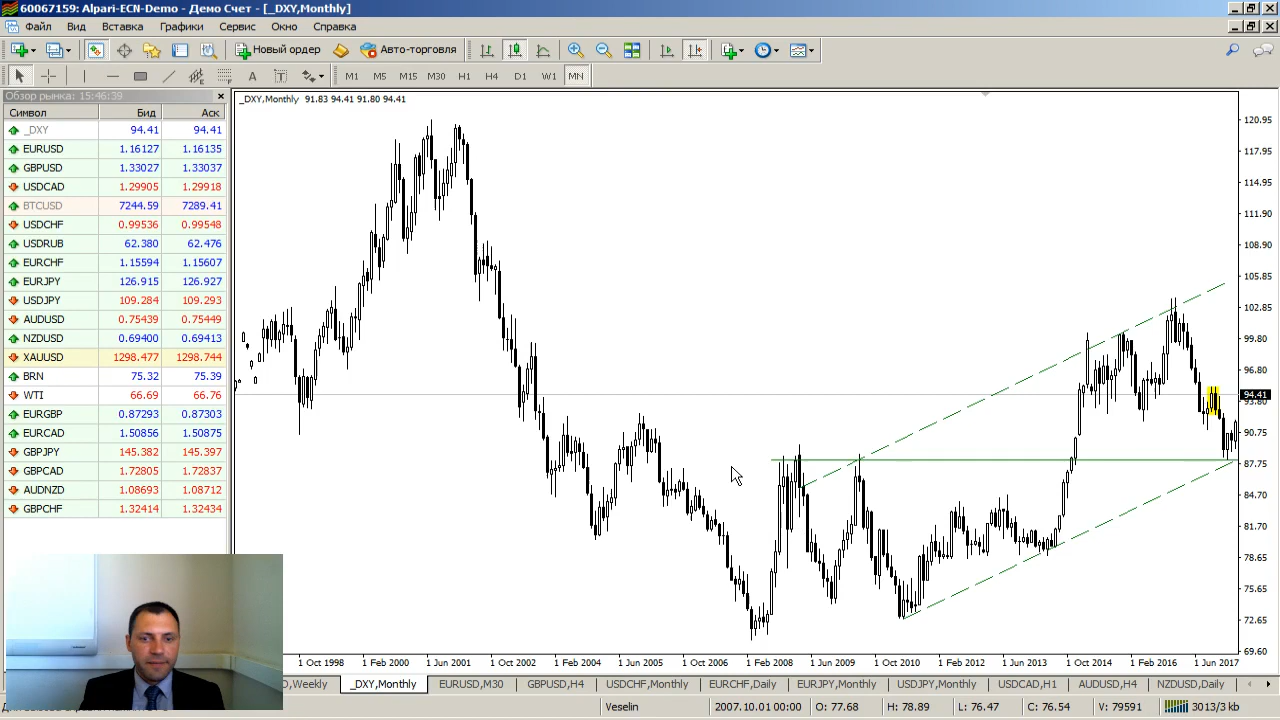 60067159: Alpari-ECN-Demo - Демо Счет - [_DXY,Monthly]
Файл Вид Вставка Графики Сервис Окно Справка
Новый ордер Авто-торговля
A T M1 M5 M15 M30 H1 H4 D1 W1 MN
Обзор рынка: 15:46:39
Символ Бид Аск
_DXY 94.41 94.41
EURUSD 1.16127 1.16135
GBPUSD 1.33027 1.33037
USDCAD 1.29905 1.29918
BTCUSD 7244.59 7289.41
USDCHF 0.99536 0.99548
USDRUB 62.380 62.476
EURCHF 1.15594 1.15607
EURJPY 126.915 126.927
USDJPY 109.284 109.293
AUDUSD 0.75439 0.75449
NZDUSD 0.69400 0.69413
XAUUSD 1298.477 1298.744
BRN 75.32 75.39
WTI 66.69 66.76
EURGBP 0.87293 0.87303
EURCAD 1.50856 1.50875
GBPJPY 145.382 145.397
GBPCAD 1.72805 1.72837
AUDNZD 1.08693 1.08712
GBPCHF 1.32414 1.32434
_DXY,Monthly 91.83 94.41 91.80 94.41
120.95
117.95
114.95
111.90
108.90
105.85
102.85
99.80
96.80
94.41
93.80
90.75
87.75
84.70
81.70
78.65
75.65
72.65
69.60
1 Oct 1998 1 Feb 2000 1 Jun 2001 1 Oct 2002 1 Feb 2004 1 Jun 2005 1 Oct 2006 1 Feb 2008 1 Jun 2009 1 Oct 2010 1 Feb 2012 1 Jun 2013 1 Oct 2014 1 Feb 2016 1 Jun 2017
D,Weekly _DXY,Monthly EURUSD,M30 GBPUSD,H4 USDCHF,Monthly EURCHF,Daily EURJPY,Monthly USDJPY,Monthly USDCAD,H1 AUDUSD,H4 NZDUSD,Daily
Veselin 2007.10.01 00:00 O: 77.68 H: 78.89 L: 76.47 C: 76.54 V: 79591 3013/3 kb